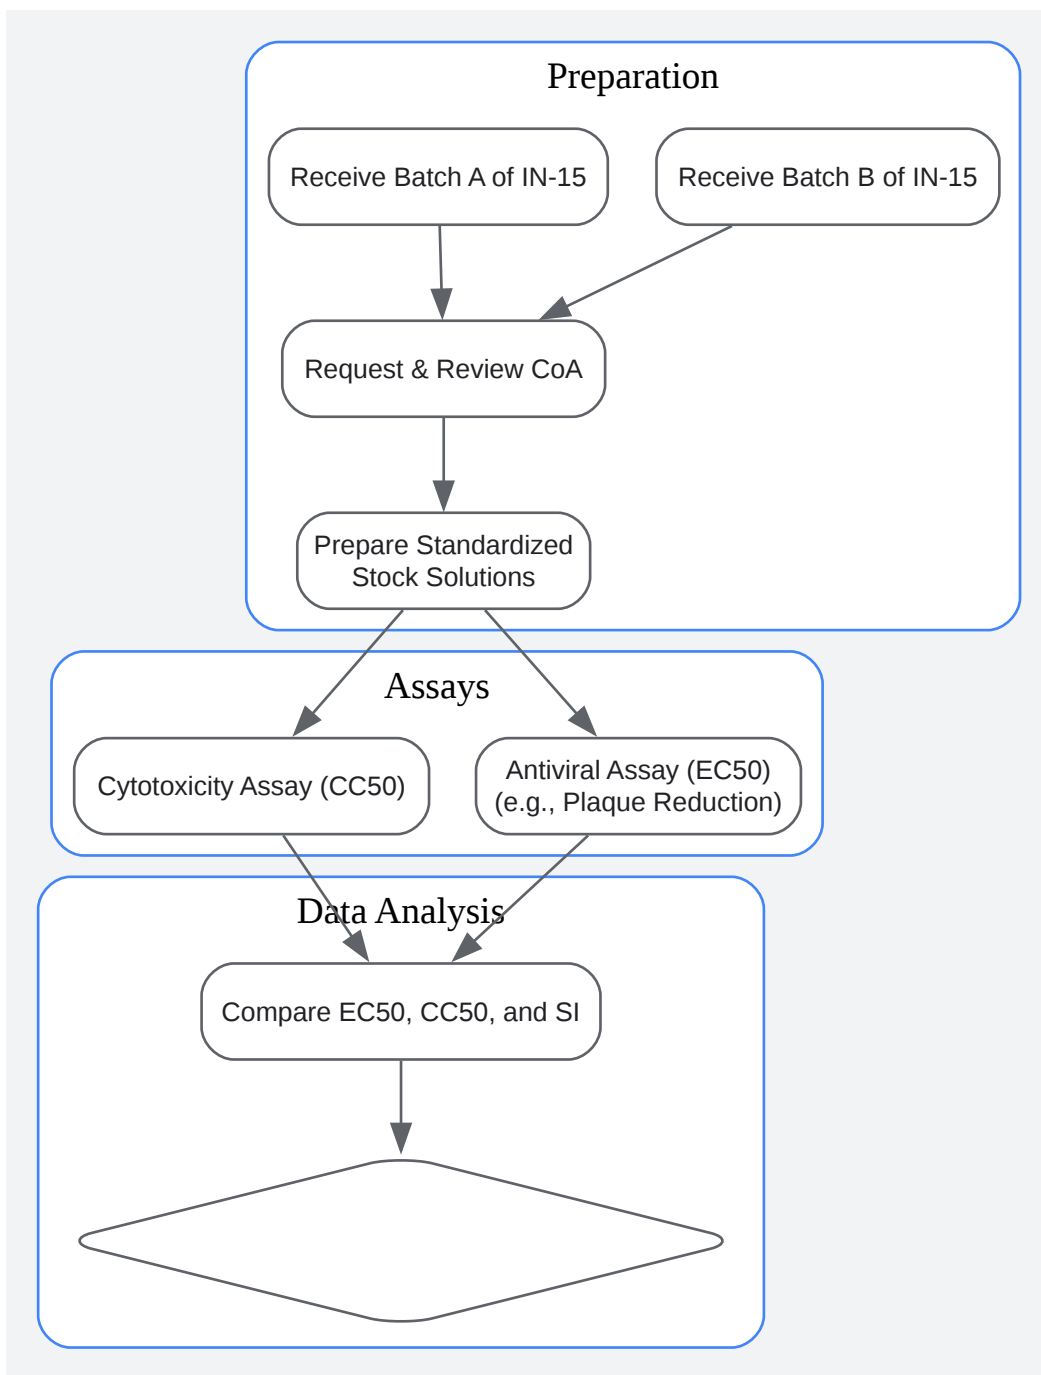 Preparation
Receive Batch A of IN-15
Receive Batch B of IN-15
Request & Review CoA
Prepare Standardized
Stock Solutions
Assays
Cytotoxicity Assay (CC50)
Antiviral Assay (EC50)
(e.g., Plaque Reduction)
Data Analysis
Compare EC50, CC50, and SI